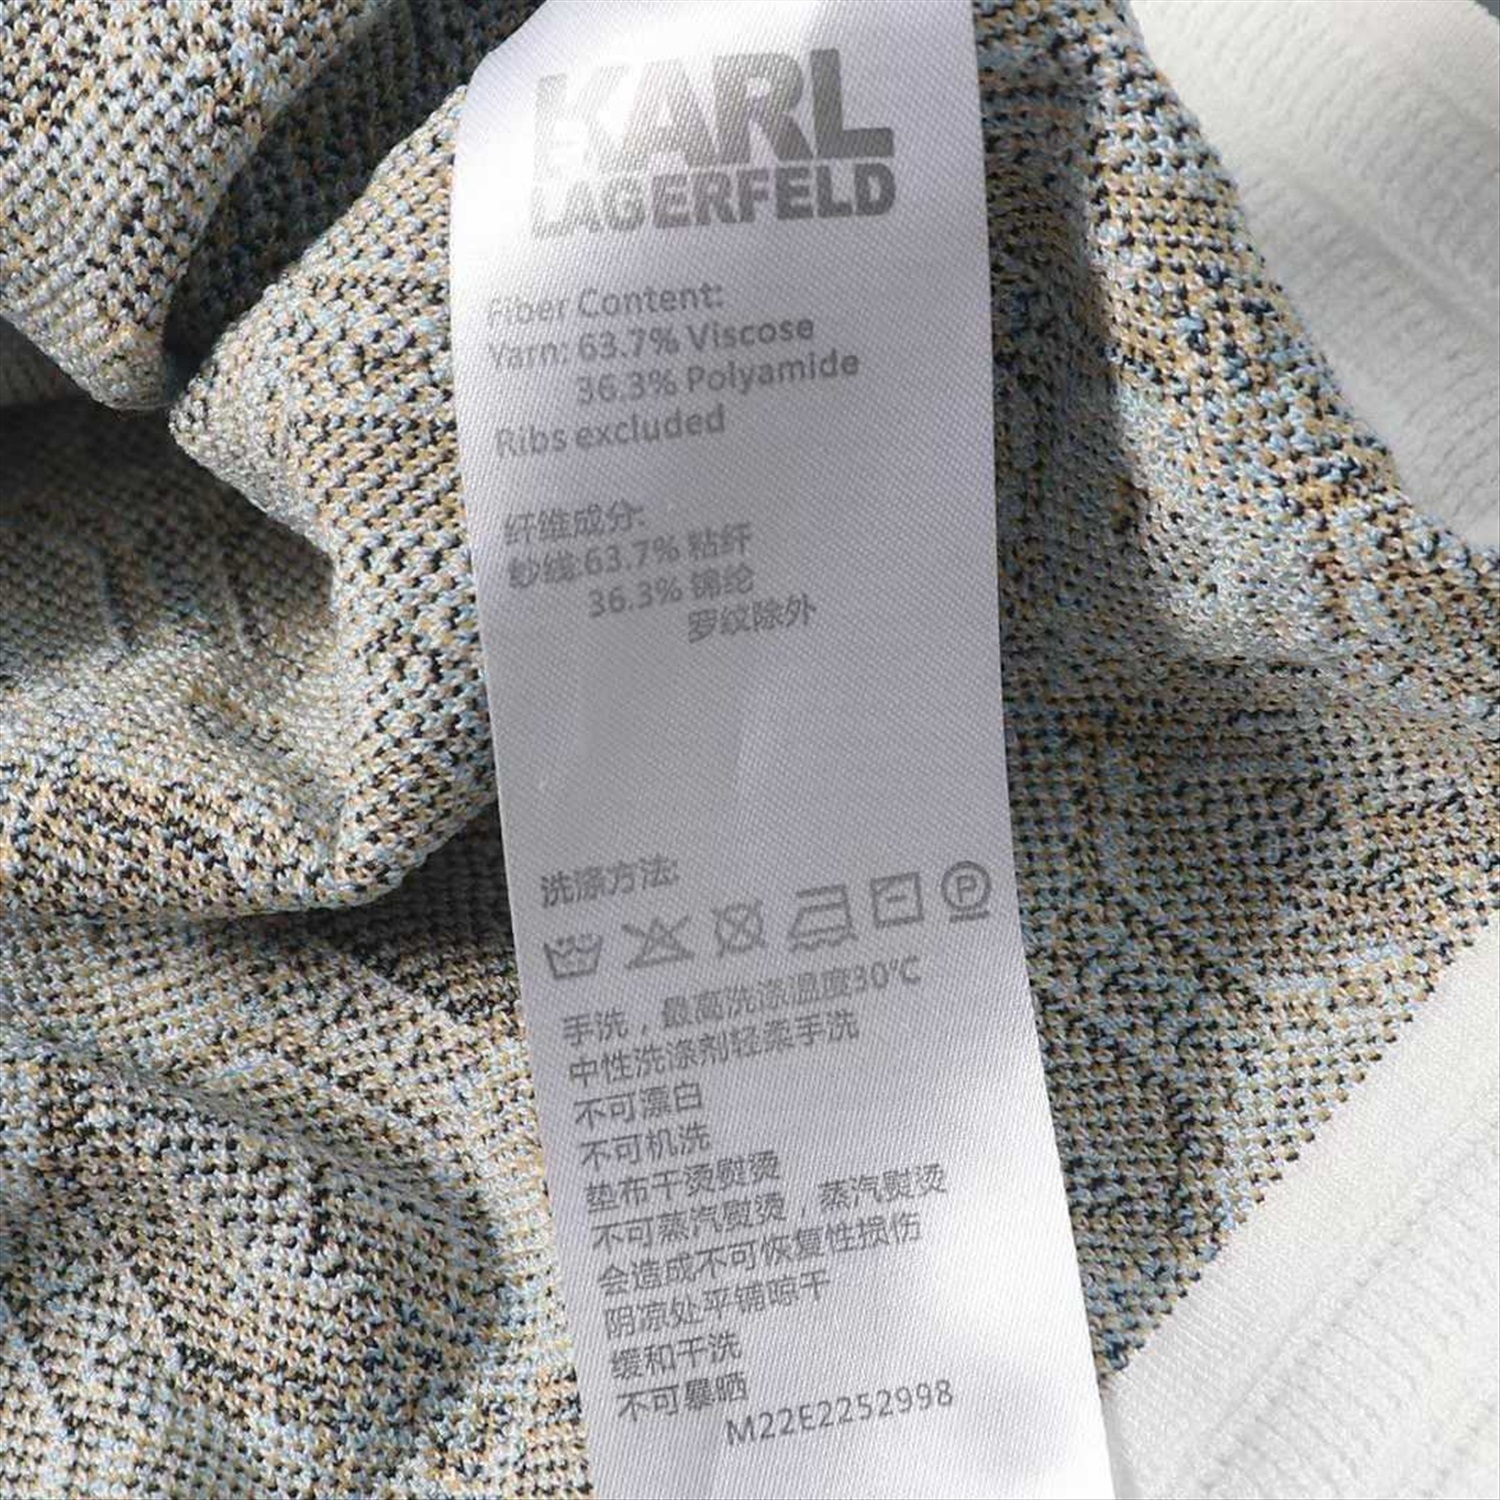 KARL
LAGERFELD
Fiber Content:
Yarn: 63.7% Viscose
36.3% Polyamide
Ribs excluded
纤维成分:
纱线:63.7% 粘纤
36.3% 锦纶
罗纹除外
洗涤方法:
P
手洗，最高洗涤温度30℃
中性洗涤剂轻柔手洗
不可漂白
不可机洗
垫布干烫熨烫
不可蒸汽熨烫，蒸汽熨烫
会造成不可恢复性损伤
阴凉处平铺晾干
缓和干洗
不可暴晒
M22E2252998